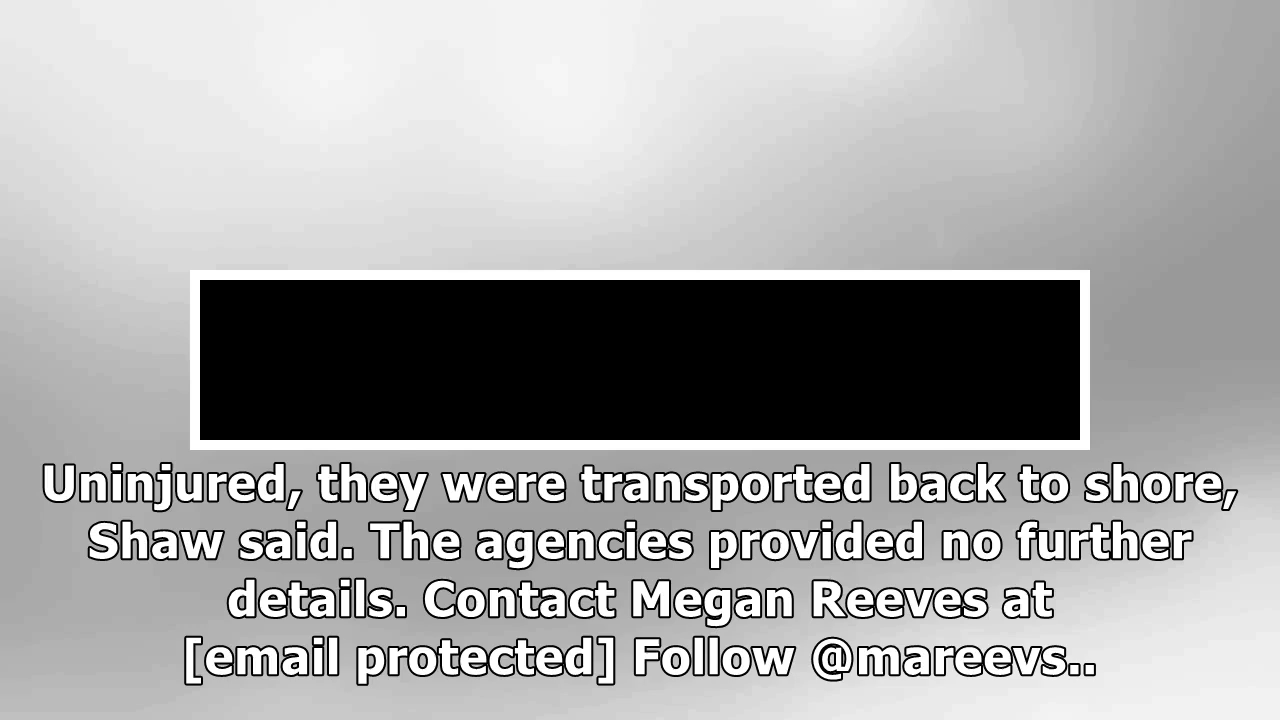 Uninjured, they were transported back to shore,
Shaw said. The agencies provided no further
details. Contact Megan Reeves at
[email protected] Follow @mareevs..